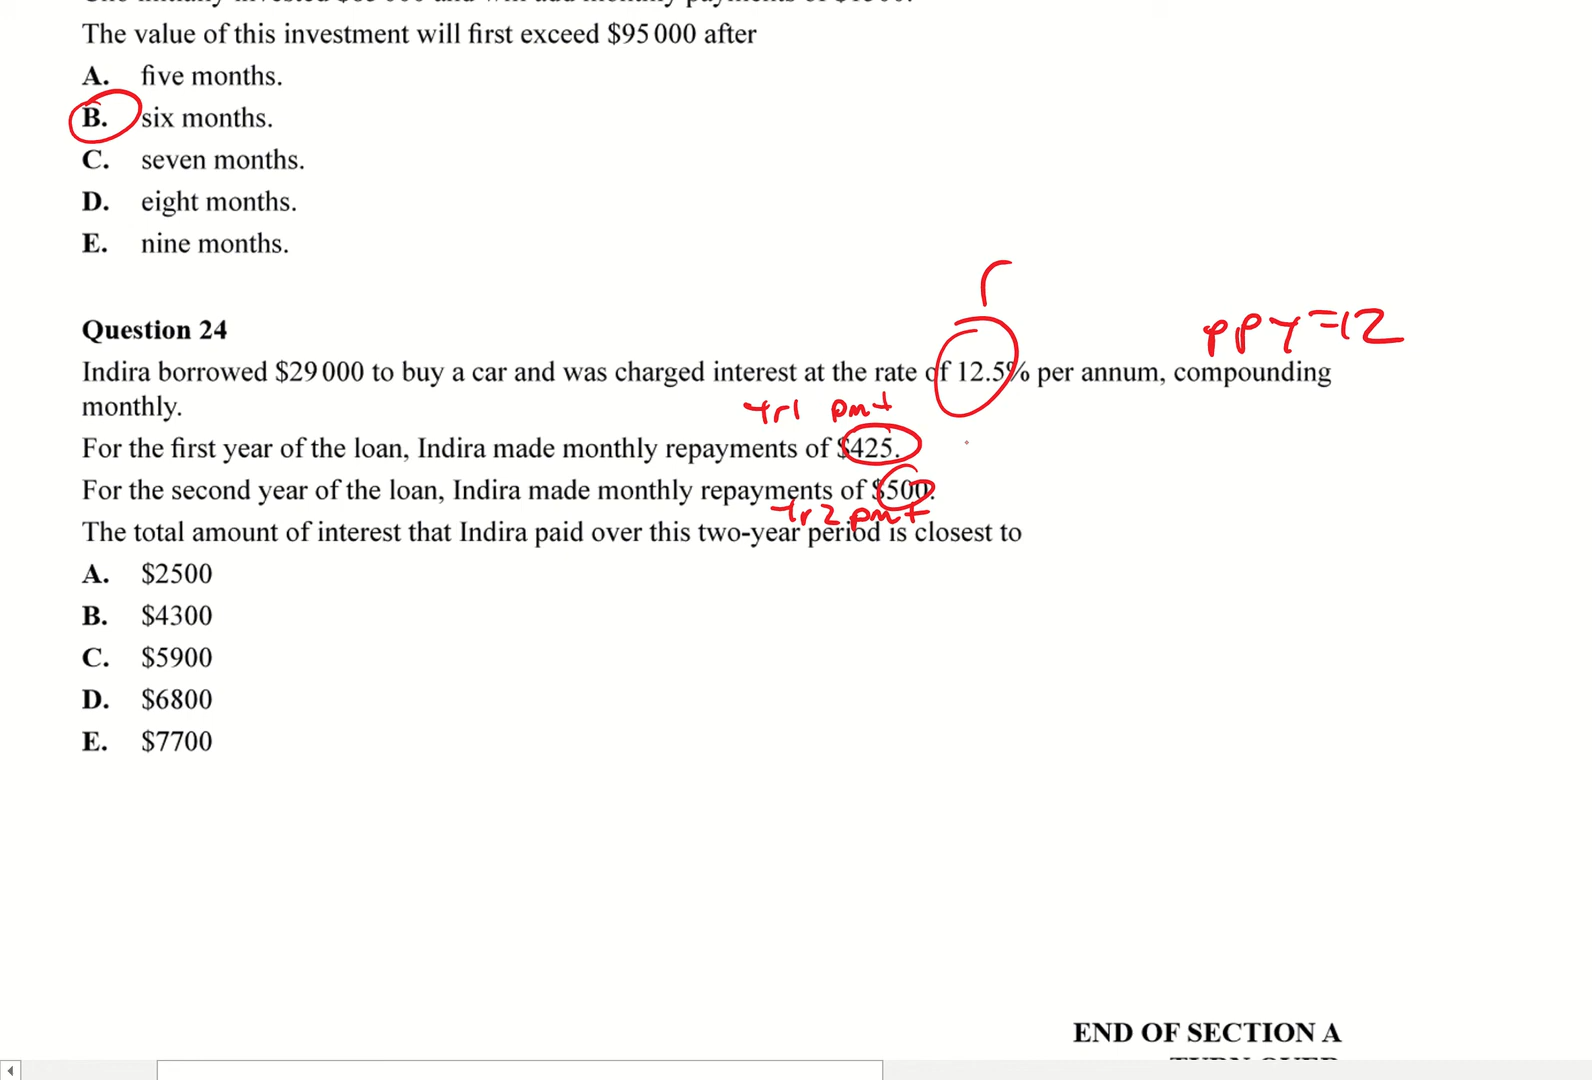 The value of this investment will first exceed $95 000 after
A. five months.
B. six months.
C. seven months.
D. eight months.
E. nine months.
r
ppy=12
Question 24
Indira borrowed $29 000 to buy a car and was charged interest at the rate of 12.5% per annum, compounding
monthly.
Yr1 pmt
For the first year of the loan, Indira made monthly repayments of $425.
For the second year of the loan, Indira made monthly repayments of $500.
Yr2 pmt
The total amount of interest that Indira paid over this two-year period is closest to
A. $2500
B. $4300
C. $5900
D. $6800
E. $7700
END OF SECTION A
TURN OVER